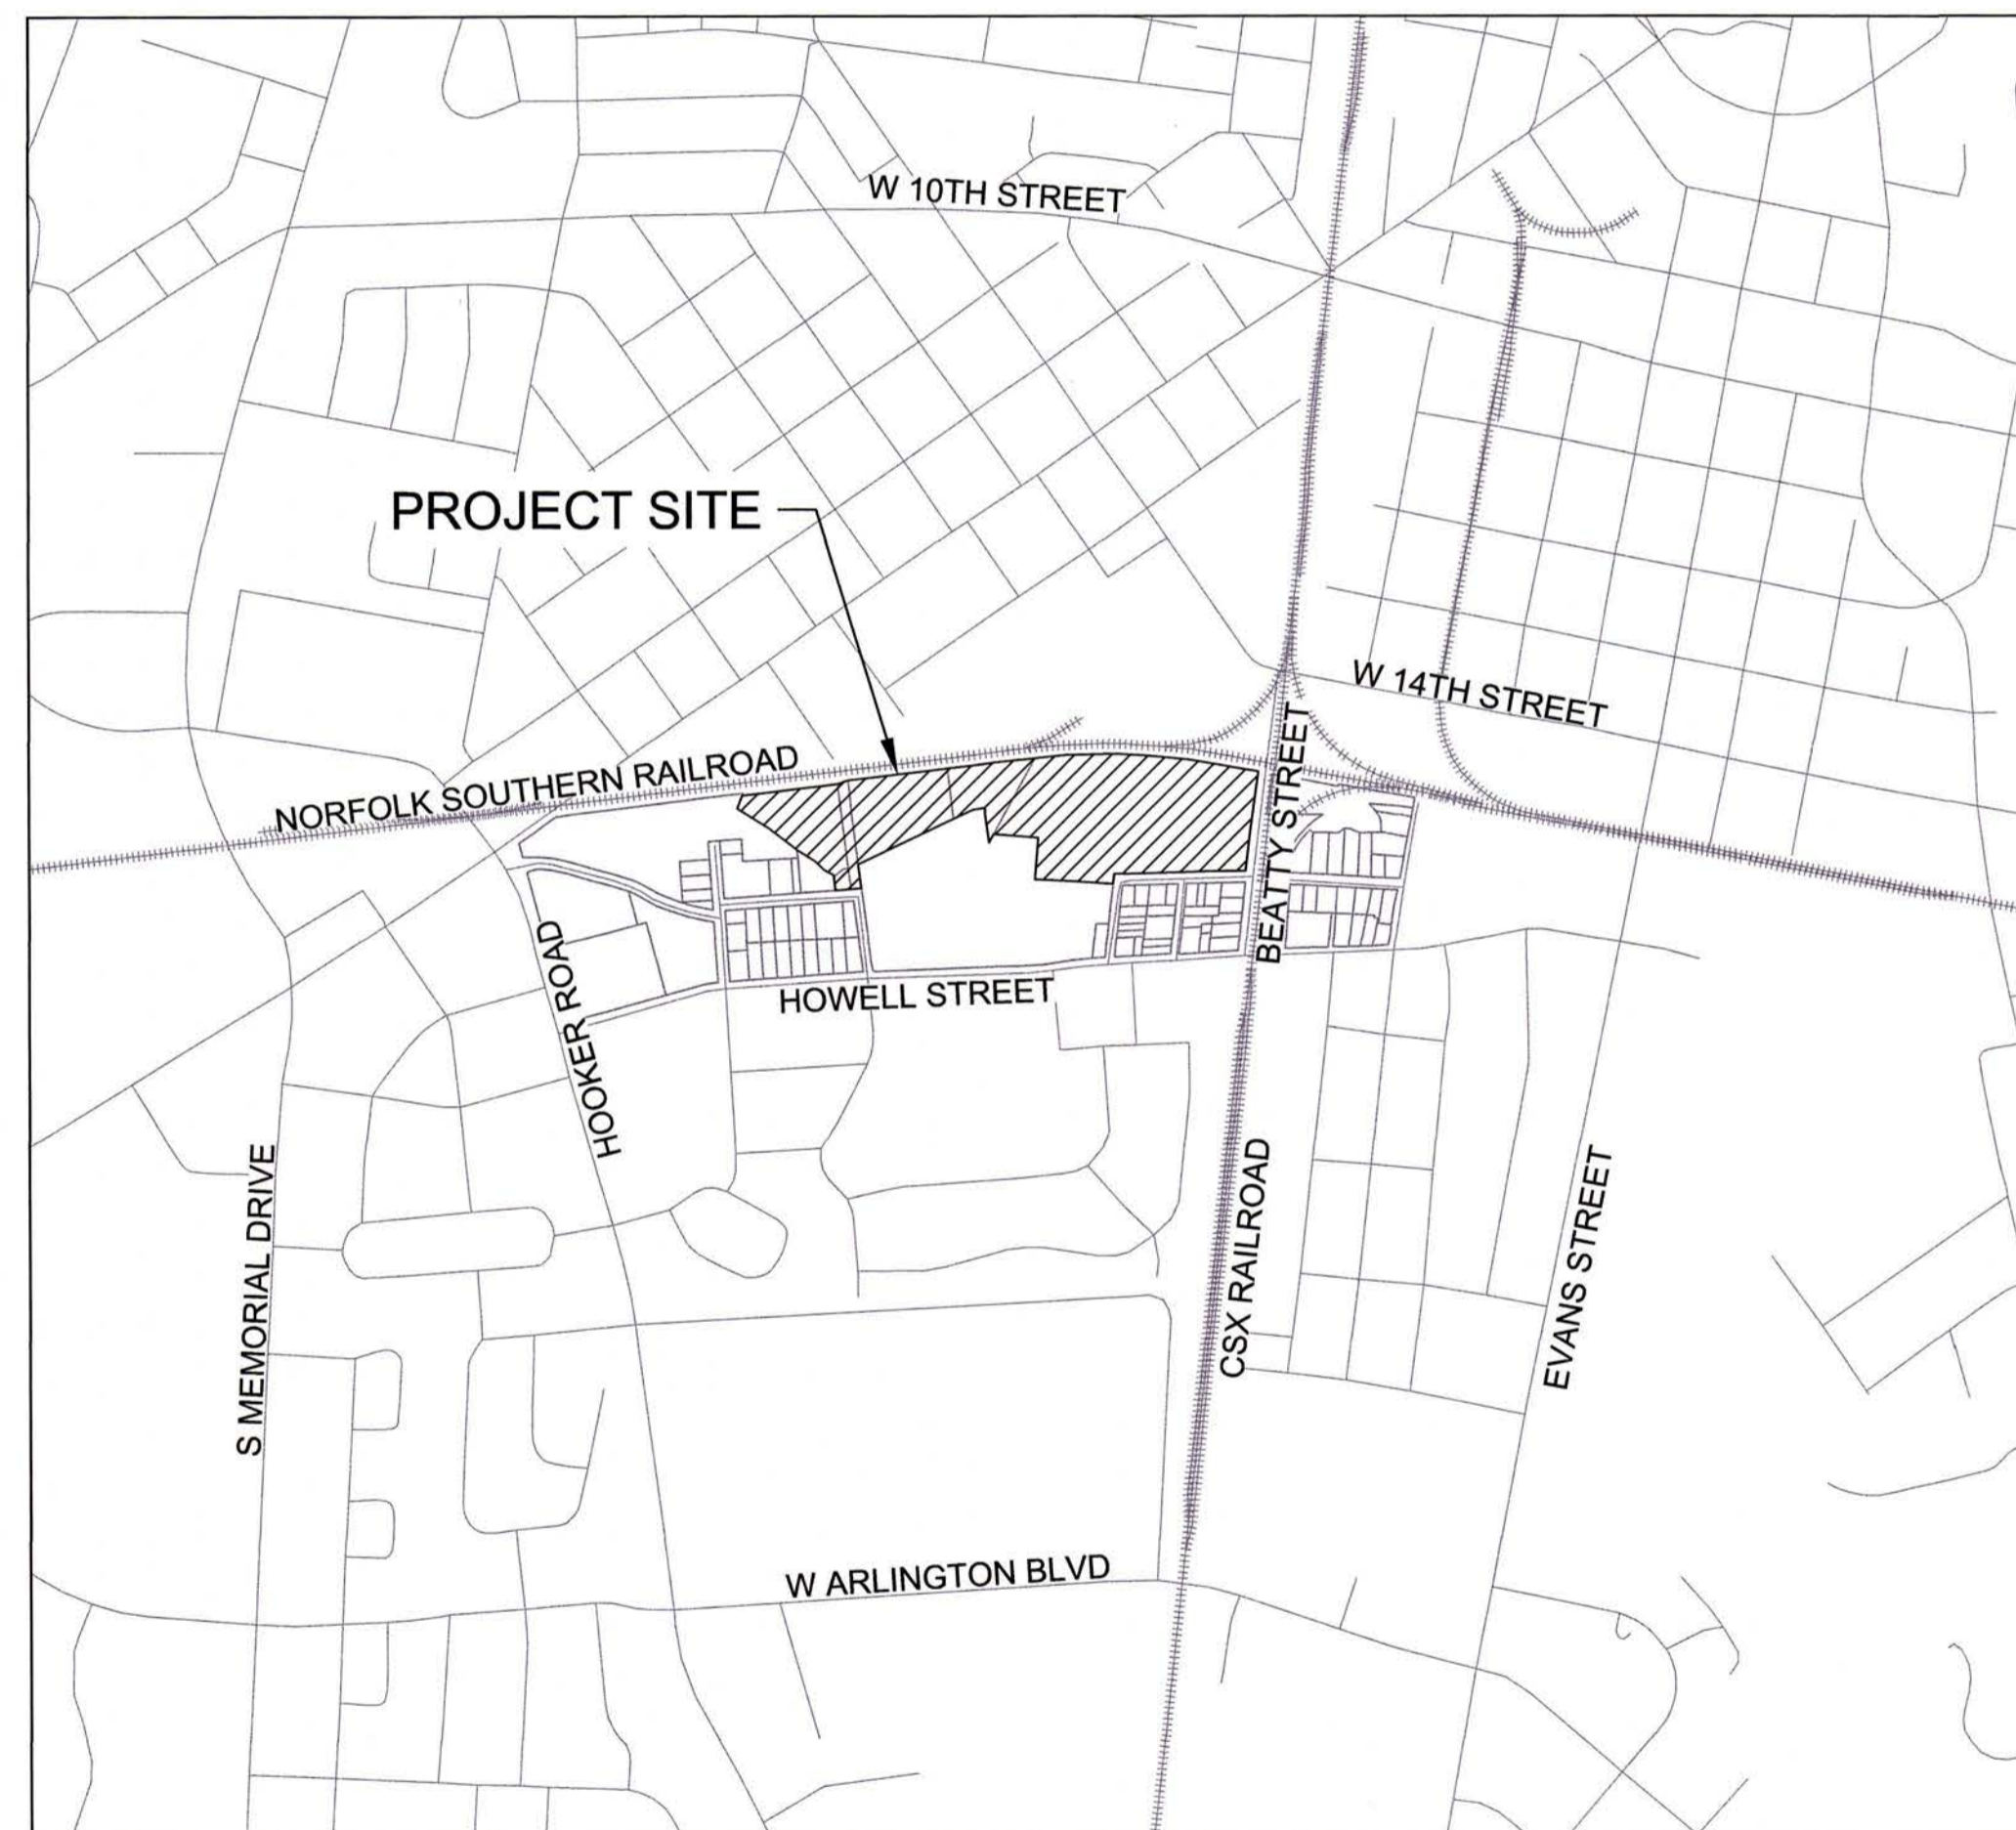 W 10TH STREET
PROJECT SITE
W 14TH STREET
NORFOLK SOUTHERN RAILROAD
BEATTY STREET
HOOKER ROAD
HOWELL STREET
S MEMORIAL DRIVE
CSX RAILROAD
EVANS STREET
W ARLINGTON BLVD